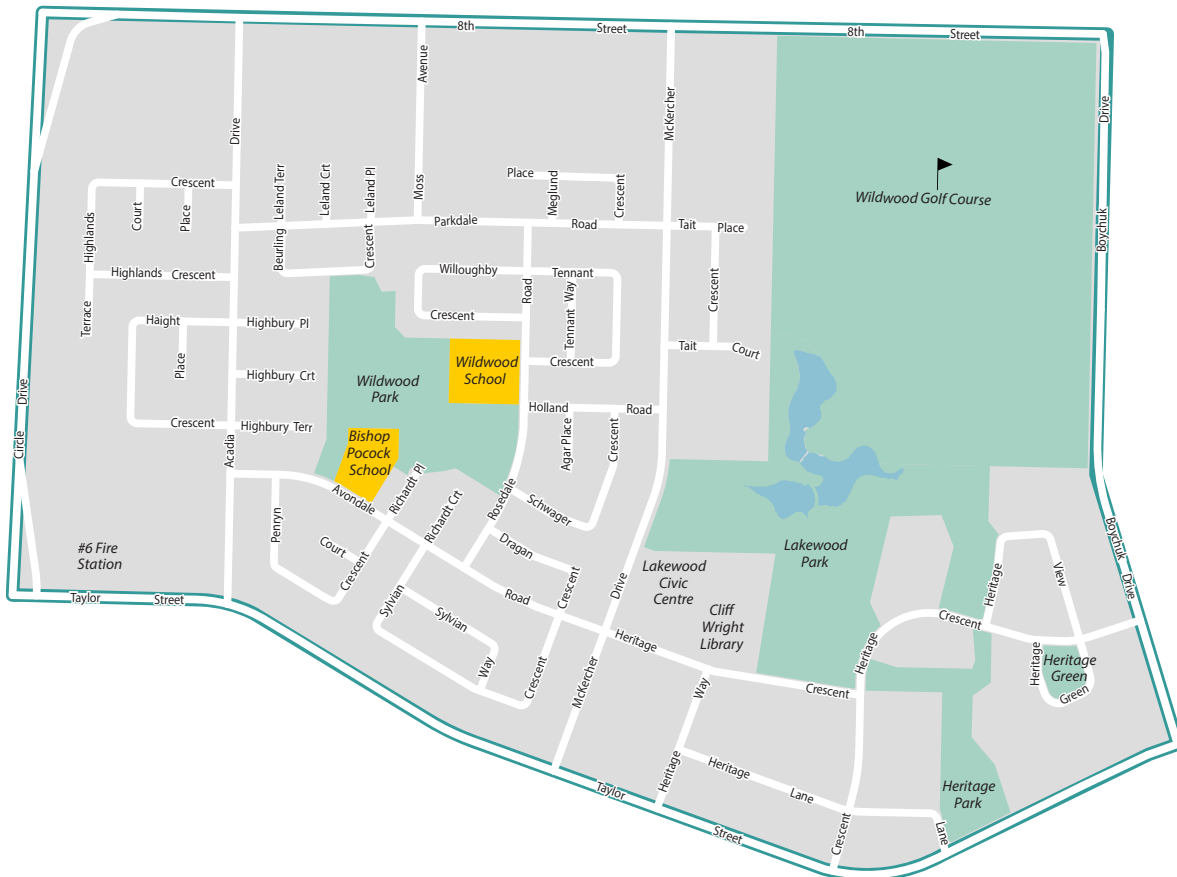 8th
Street
8th
Street
Avenue
Drive
McKercher
Drive
Boychuk
Wildwood Golf Course
Crescent
Highlands
Court
Place
Leland Terr
Leland Crt
Leland Pl
Moss
Place
Meglund
Crescent
Parkdale
Road
Tait
Place
Beurling
Crescent
Highlands
Crescent
Terrace
Willoughby
Crescent
Road
Tennant
Tennant Way
Crescent
Crescent
Tait
Court
Haight
Place
Crescent
Highbury Pl
Highbury Crt
Highbury Terr
Acadia
Wildwood
Park
Wildwood
School
Bishop
Pocock
School
Holland
Road
Agar Place
Crescent
Schwager
Drive
Circle
Avondale
Richardt Pl
Richardt Crt
Rosedale
Penryn
Court
Crescent
Dragan
Crescent
Road
Sylvian
Sylvian
Way
Crescent
#6 Fire
Station
Taylor
Street
Lakewood
Civic
Centre
Cliff
Wright
Library
Lakewood
Park
Drive
McKercher
Heritage
Crescent
Heritage
Crescent
Heritage
View
Boychuk
Drive
Heritage
Green
Heritage
Green
Way
Heritage
Heritage
Lane
Crescent
Lane
Heritage
Park
Taylor
Street